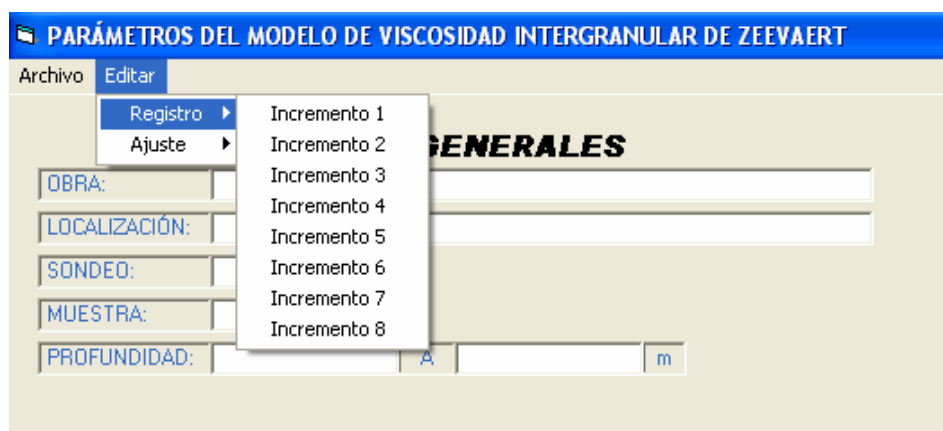 PARÁMETROS DEL MODELO DE VISCOSIDAD INTERGRANULAR DE ZEEVAERT
Archivo Editar
Registro
Ajuste
Incremento 1
Incremento 2
Incremento 3
Incremento 4
Incremento 5
Incremento 6
Incremento 7
Incremento 8
GENERALES
OBRA:
LOCALIZACIÓN:
SONDEO:
MUESTRA:
PROFUNDIDAD: A m